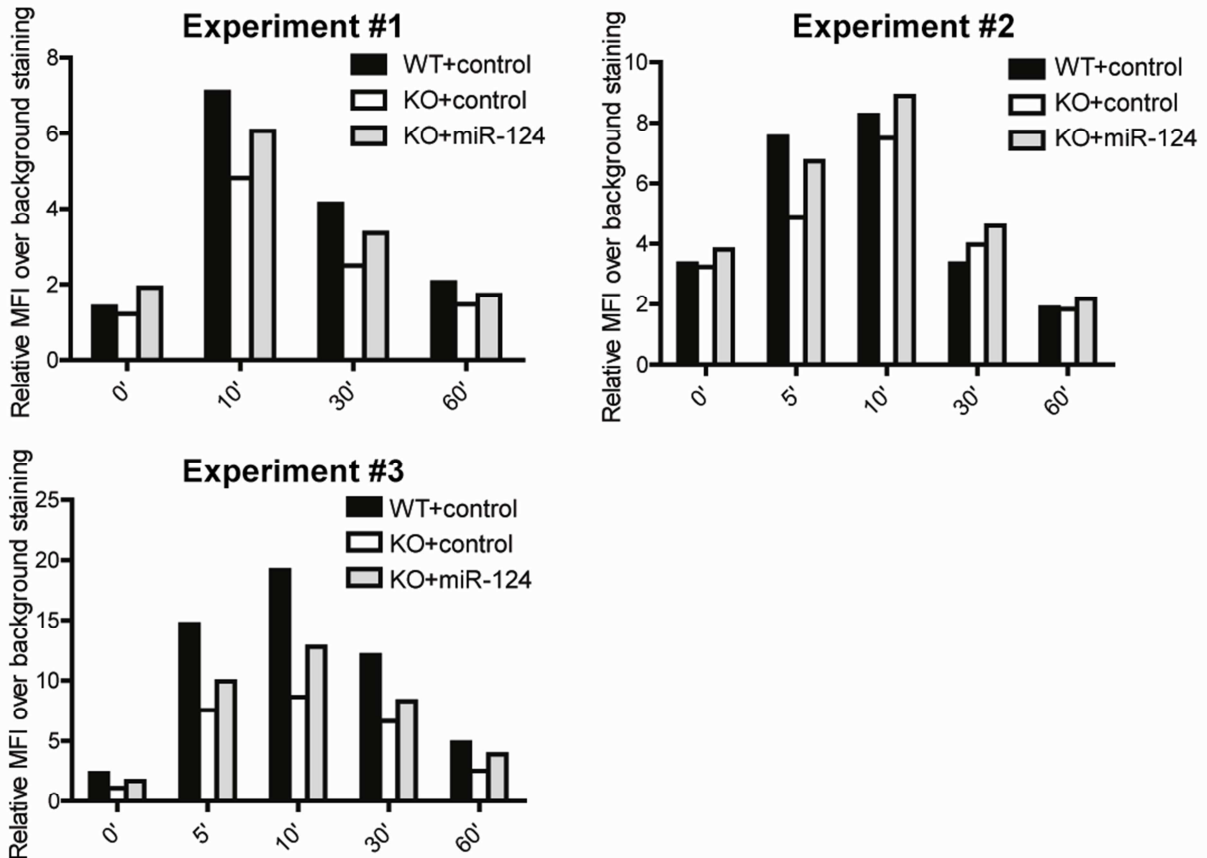 Experiment #1
Relative MFI over background staining
8
6
4
2
0
WT+control
KO+control
KO+miR-124
0'
10'
30'
60'
Experiment #2
Relative MFI over background staining
10
8
6
4
2
0
WT+control
KO+control
KO+miR-124
0'
5'
10'
30'
60'
Experiment #3
Relative MFI over background staining
25
20
15
10
5
0
WT+control
KO+control
KO+miR-124
0'
5'
10'
30'
60'